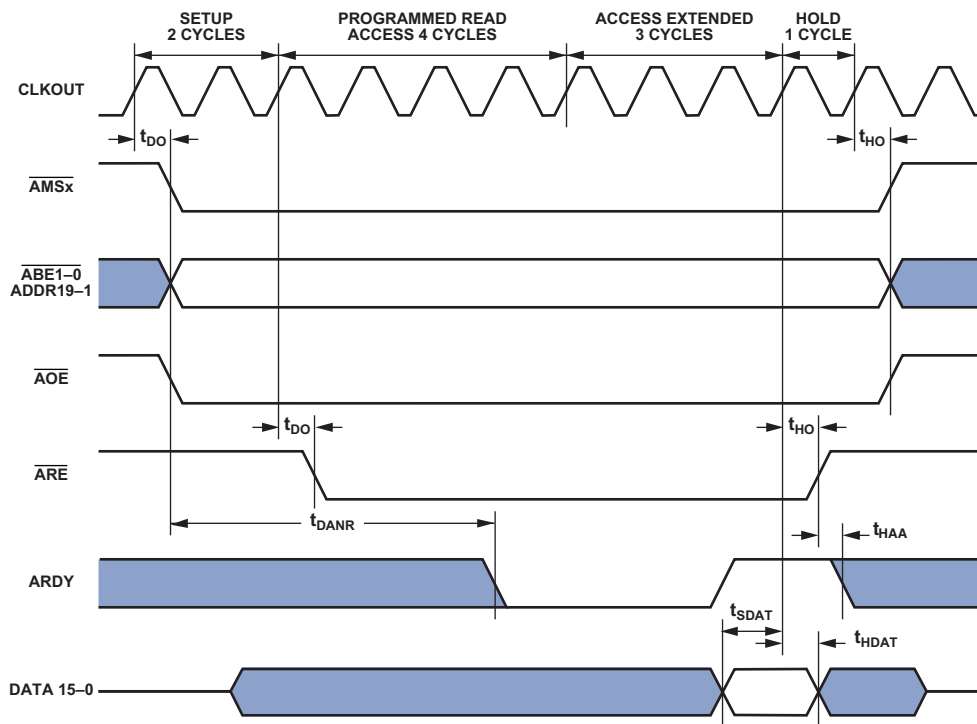 SETUP
2 CYCLES
PROGRAMMED READ
ACCESS 4 CYCLES
ACCESS EXTENDED
3 CYCLES
HOLD
1 CYCLE
CLKOUT
tDO
tHO
AMSx
ABE1–0
ADDR19–1
AOE
tDO
tHO
ARE
tDANR
tHAA
ARDY
tSDAT
tHDAT
DATA 15–0